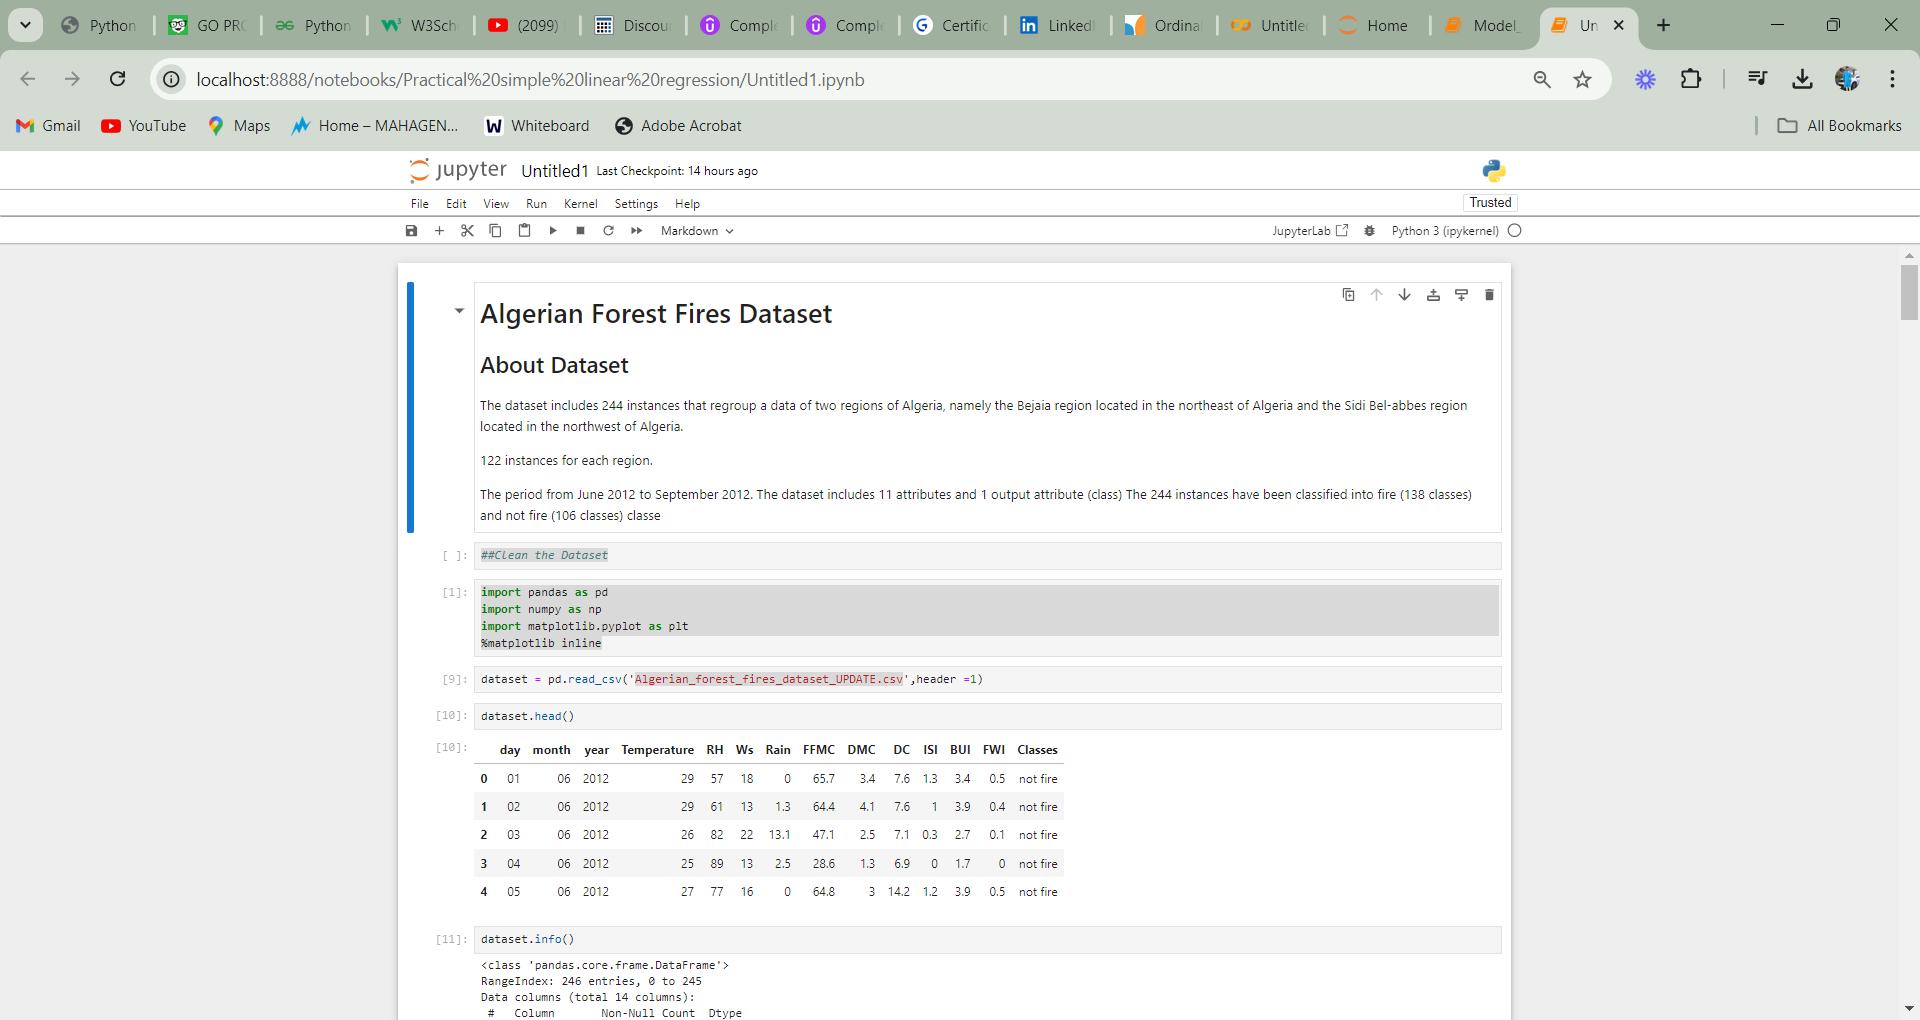 Python
GO PRO
Python
W3Sch
(2099)
Discou
Comple
Comple
Certific
LinkedI
Ordina
Untitle
Home
Model_
Un
localhost:8888/notebooks/Practical%20simple%20linear%20regression/Untitled1.ipynb
Gmail YouTube Maps Home – MAHAGEN... Whiteboard Adobe Acrobat All Bookmarks
jupyter Untitled1 Last Checkpoint: 14 hours ago
File Edit View Run Kernel Settings Help Trusted
Markdown JupyterLab Python 3 (ipykernel)
Algerian Forest Fires Dataset
About Dataset
The dataset includes 244 instances that regroup a data of two regions of Algeria, namely the Bejaia region located in the northeast of Algeria and the Sidi Bel-abbes region
located in the northwest of Algeria.
122 instances for each region.
The period from June 2012 to September 2012. The dataset includes 11 attributes and 1 output attribute (class) The 244 instances have been classified into fire (138 classes)
and not fire (106 classes) classe
[ ]: ##Clean the Dataset
[1]: import pandas as pd
import numpy as np
import matplotlib.pyplot as plt
%matplotlib inline
[9]: dataset = pd.read_csv('Algerian_forest_fires_dataset_UPDATE.csv',header =1)
[10]: dataset.head()
[10]: day month year Temperature RH Ws Rain FFMC DMC DC ISI BUI FWI Classes
0 01 06 2012 29 57 18 0 65.7 3.4 7.6 1.3 3.4 0.5 not fire
1 02 06 2012 29 61 13 1.3 64.4 4.1 7.6 1 3.9 0.4 not fire
2 03 06 2012 26 82 22 13.1 47.1 2.5 7.1 0.3 2.7 0.1 not fire
3 04 06 2012 25 89 13 2.5 28.6 1.3 6.9 0 1.7 0 not fire
4 05 06 2012 27 77 16 0 64.8 3 14.2 1.2 3.9 0.5 not fire
[11]: dataset.info()
<class 'pandas.core.frame.DataFrame'>
RangeIndex: 246 entries, 0 to 245
Data columns (total 14 columns):
# Column Non-Null Count Dtype